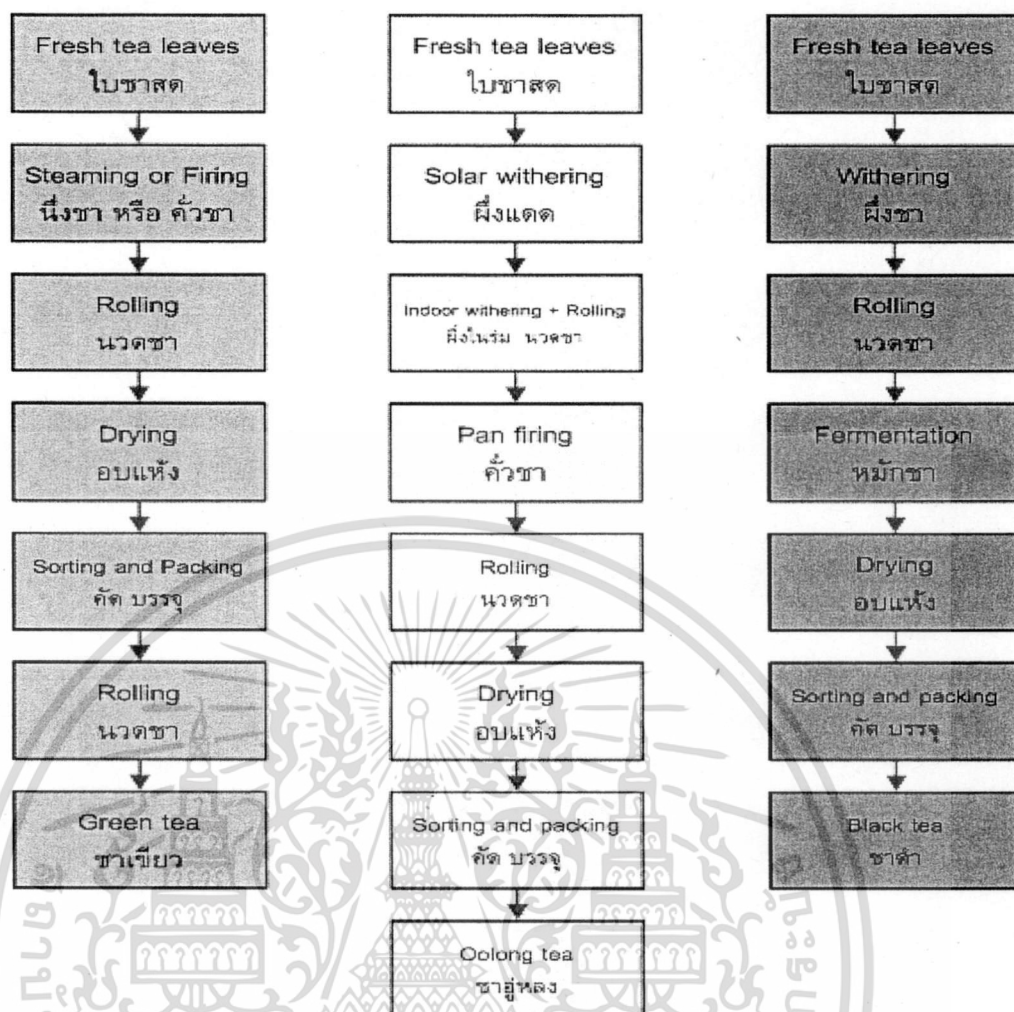 Fresh tea leaves
ใบชาสด
Steaming or Firing
นึ่งชา หรือ คั่วชา
Rolling
นวดชา
Drying
อบแห้ง
Sorting and Packing
คัด บรรจุ
Rolling
นวดชา
Green tea
ชาเขียว
Fresh tea leaves
ใบชาสด
Solar withering
ผึ่งแดด
Indoor withering + Rolling
ผึ่งในร่ม นวดชา
Pan firing
คั่วชา
Rolling
นวดชา
Drying
อบแห้ง
Sorting and packing
คัด บรรจุ
Oolong tea
ชาอู่หลง
Fresh tea leaves
ใบชาสด
Withering
ผึ่งชา
Rolling
นวดชา
Fermentation
หมักชา
Drying
อบแห้ง
Sorting and packing
คัด บรรจุ
Black tea
ชาดำ